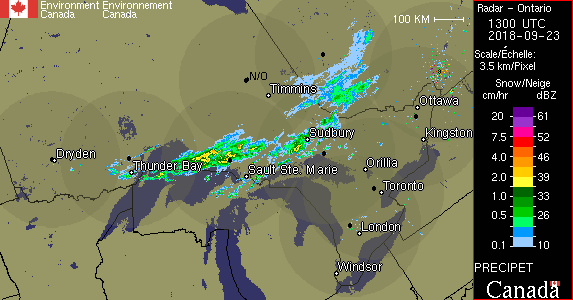 Environment Environnement
Canada Canada
100 KM
N/O
Timmins
Ottawa
Sudbury
Kingston
Dryden
Thunder Bay
Sault Ste. Marie
Orillia
Toronto
London
Windsor
Radar - Ontario
1300 UTC
2018-09-23
Scale/Échelle:
3.5 km/Pixel
Snow/Neige
cm/hr dBZ
20 61
7.5 52
4.0 46
2.0 39
1.0 33
0.5 26
0.1 10
PRECIPET
Canada